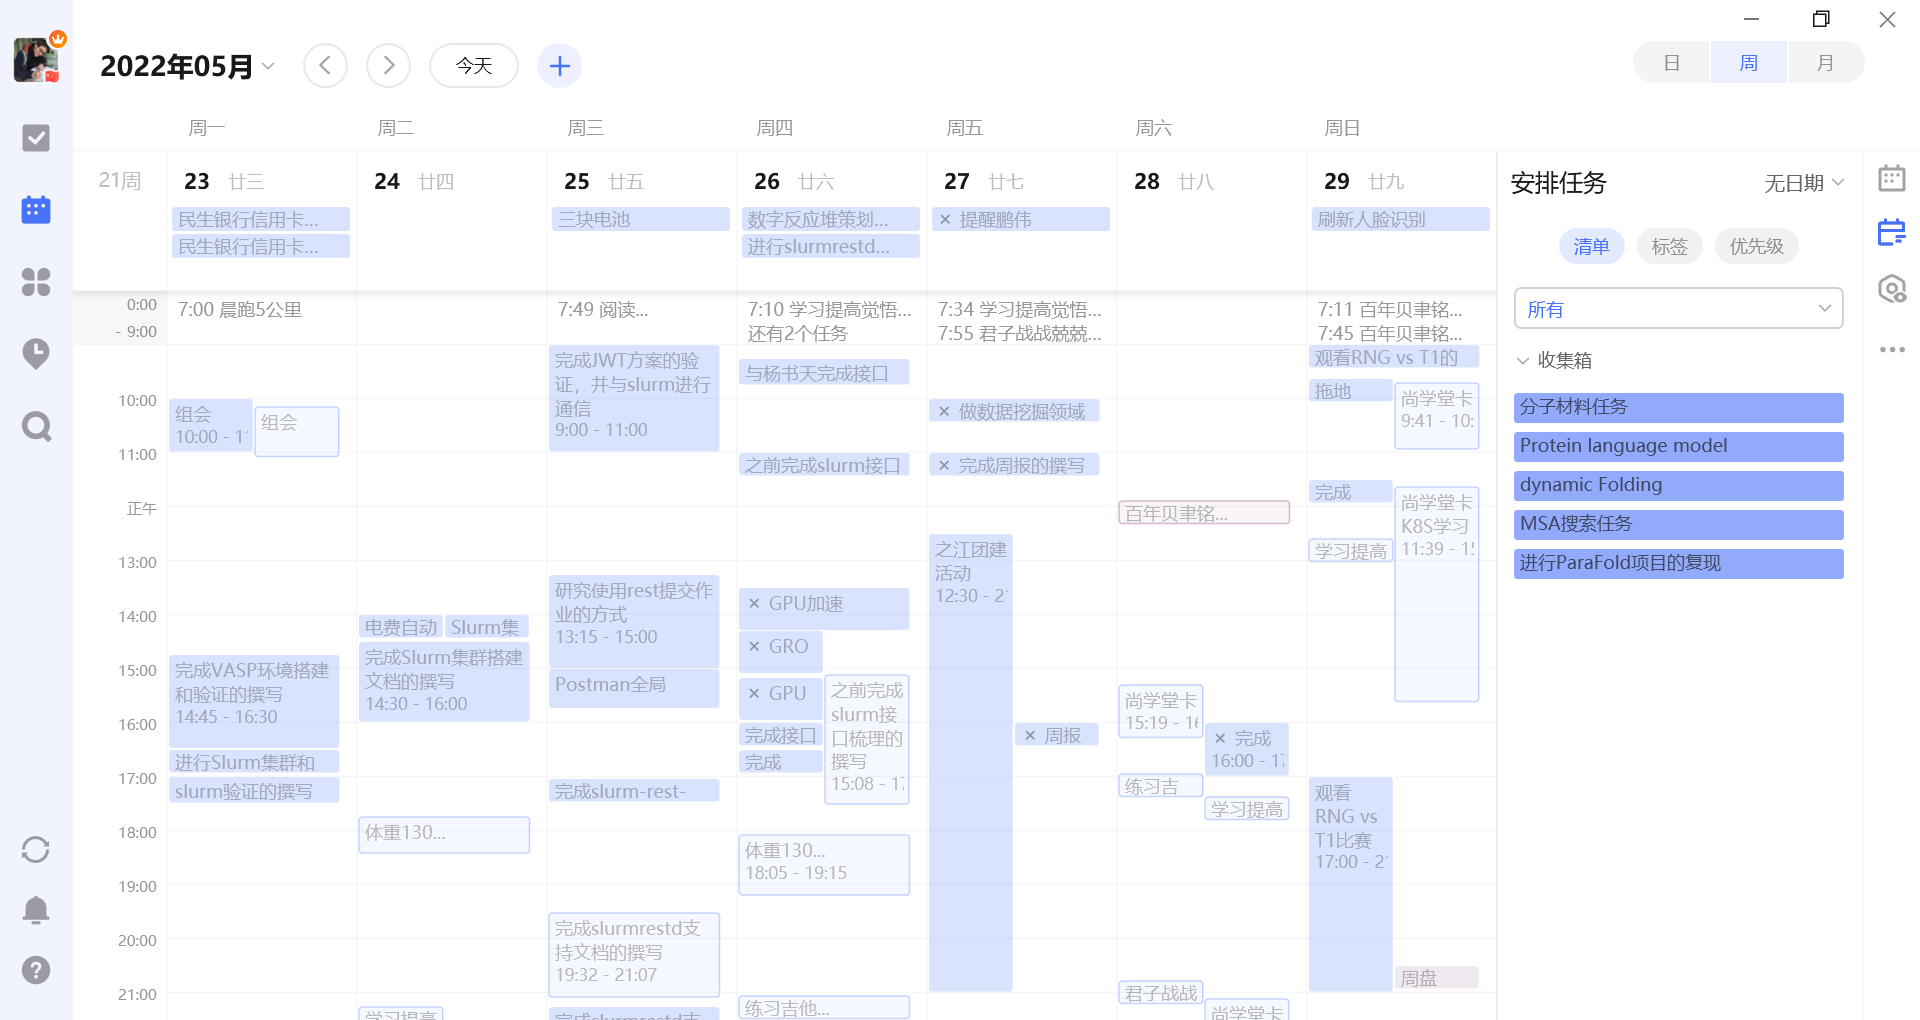 2022年05月
今天
日
周
月
周一
周二
周三
周四
周五
周六
周日
21周
23 廿三
24 廿四
25 廿五
26 廿六
27 廿七
28 廿八
29 廿九
民生银行信用卡...
民生银行信用卡...
三块电池
数字反应堆策划...
进行slurmrestd...
× 提醒鹏伟
刷新人脸识别
0:00
- 9:00
7:00 晨跑5公里
7:49 阅读...
7:10 学习提高觉悟...
还有2个任务
7:34 学习提高觉悟...
7:55 君子战战兢兢...
7:11 百年贝聿铭...
7:45 百年贝聿铭...
10:00
11:00
正午
13:00
14:00
15:00
16:00
17:00
18:00
19:00
20:00
21:00
组会
10:00 - 1
组会
完成VASP环境搭建
和验证的撰写
14:45 - 16:30
进行Slurm集群和
slurm验证的撰写
电费自动
Slurm集
完成Slurm集群搭建
文档的撰写
14:30 - 16:00
体重130...
学习提高
完成JWT方案的验
证，并与slurm进行
通信
9:00 - 11:00
研究使用rest提交作
业的方式
13:15 - 15:00
Postman全局
完成slurm-rest-
完成slurmrestd支
持文档的撰写
19:32 - 21:07
完成slurmrestd支
与杨书天完成接口
之前完成slurm接口
× GPU加速
× GRO
× GPU
完成接口
完成
之前完成
slurm接
口梳理的
撰写
15:08 - 17
体重130...
18:05 - 19:15
练习吉他...
× 做数据挖掘领域
× 完成周报的撰写
之江团建
活动
12:30 - 2
× 周报
百年贝聿铭...
尚学堂卡
15:19 - 16
× 完成
16:00 - 17
练习吉
学习提高
君子战战
尚学堂卡
观看RNG vs T1的
拖地
尚学堂卡
9:41 - 10:
完成
尚学堂卡
K8S学习
11:39 - 15
学习提高
观看
RNG vs
T1比赛
17:00 - 2
周盘
安排任务
无日期
清单
标签
优先级
所有
收集箱
分子材料任务
Protein language model
dynamic Folding
MSA搜索任务
进行ParaFold项目的复现